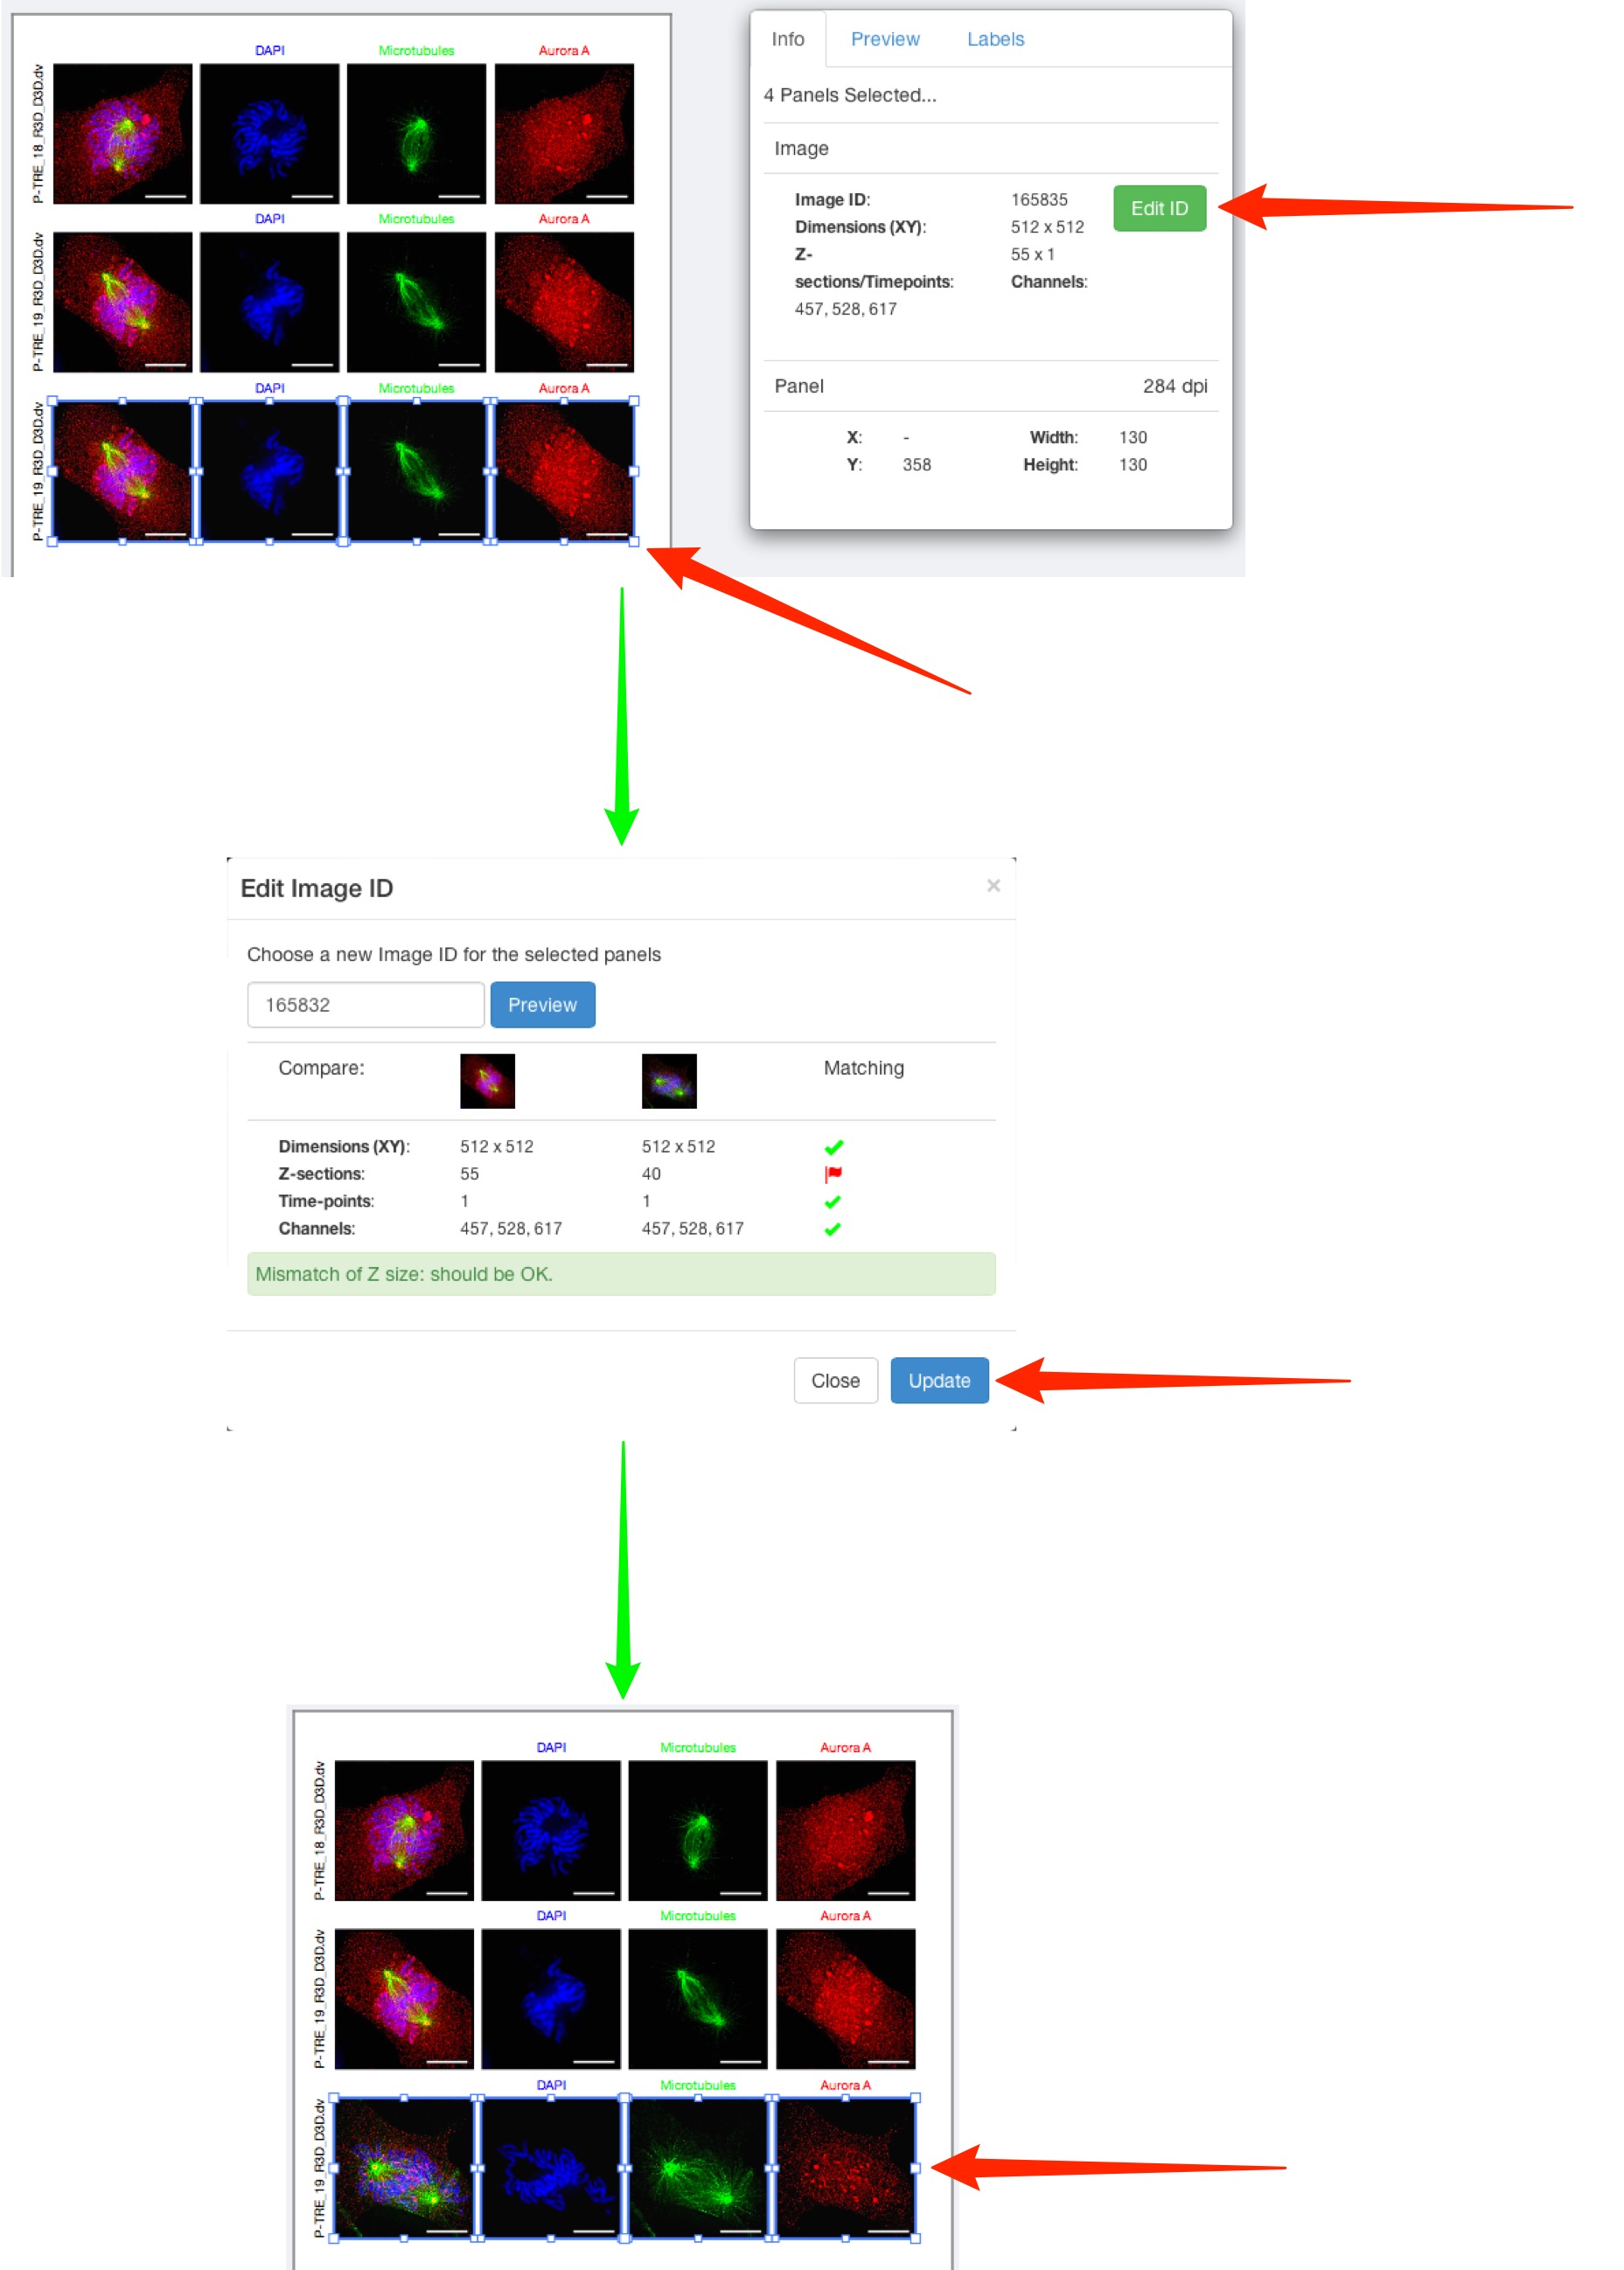 DAPI Microtubules Aurora A
P-TRE_18_R3D_D3D.dv
DAPI Microtubules Aurora A
P-TRE_19_R3D_D3D.dv
DAPI Microtubules Aurora A
P-TRE_19_R3D_D3D.dv
Info Preview Labels
4 Panels Selected...
Image
Image ID: 165835 Edit ID
Dimensions (XY): 512 x 512
Z- 55 x 1
sections/Timepoints: Channels:
457, 528, 617
Panel 284 dpi
X: - Width: 130
Y: 358 Height: 130
Edit Image ID ×
Choose a new Image ID for the selected panels
165832 Preview
Compare: Matching
Dimensions (XY): 512 x 512 512 x 512
Z-sections: 55 40
Time-points: 1 1
Channels: 457, 528, 617 457, 528, 617
Mismatch of Z size: should be OK.
Close Update
DAPI Microtubules Aurora A
P-TRE_18_R3D_D3D.dv
DAPI Microtubules Aurora A
P-TRE_19_R3D_D3D.dv
DAPI Microtubules Aurora A
P-TRE_19_R3D_D3D.dv